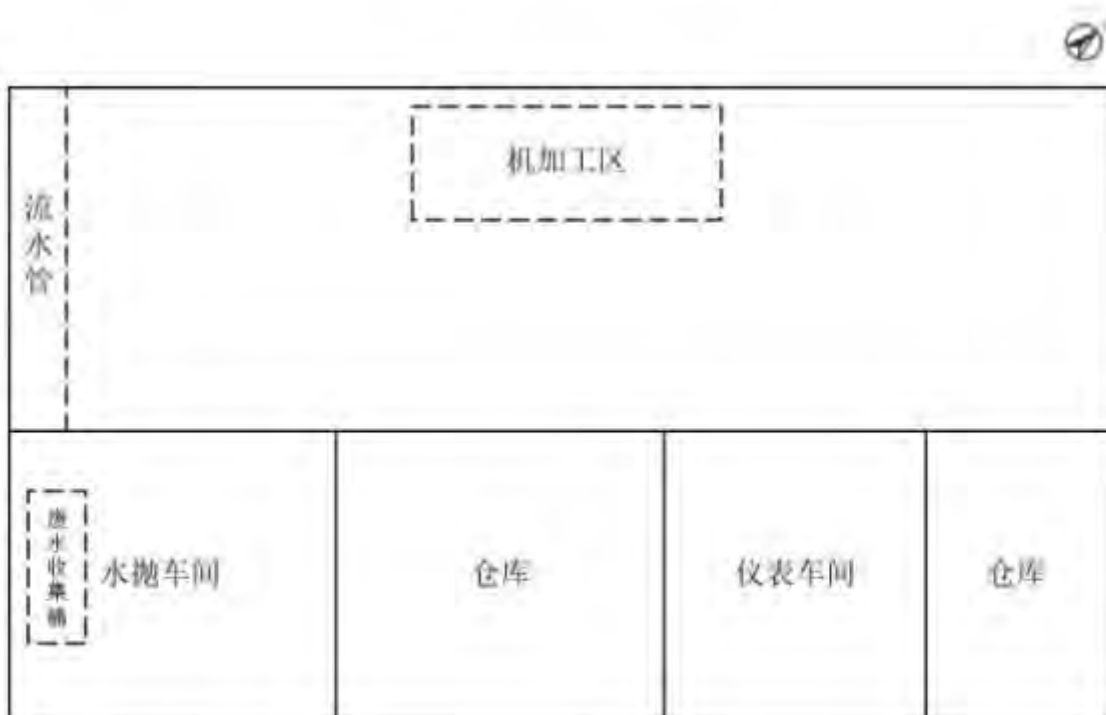 机加工区
流水管
废水收集桶
水抛车间
仓库
仪表车间
仓库